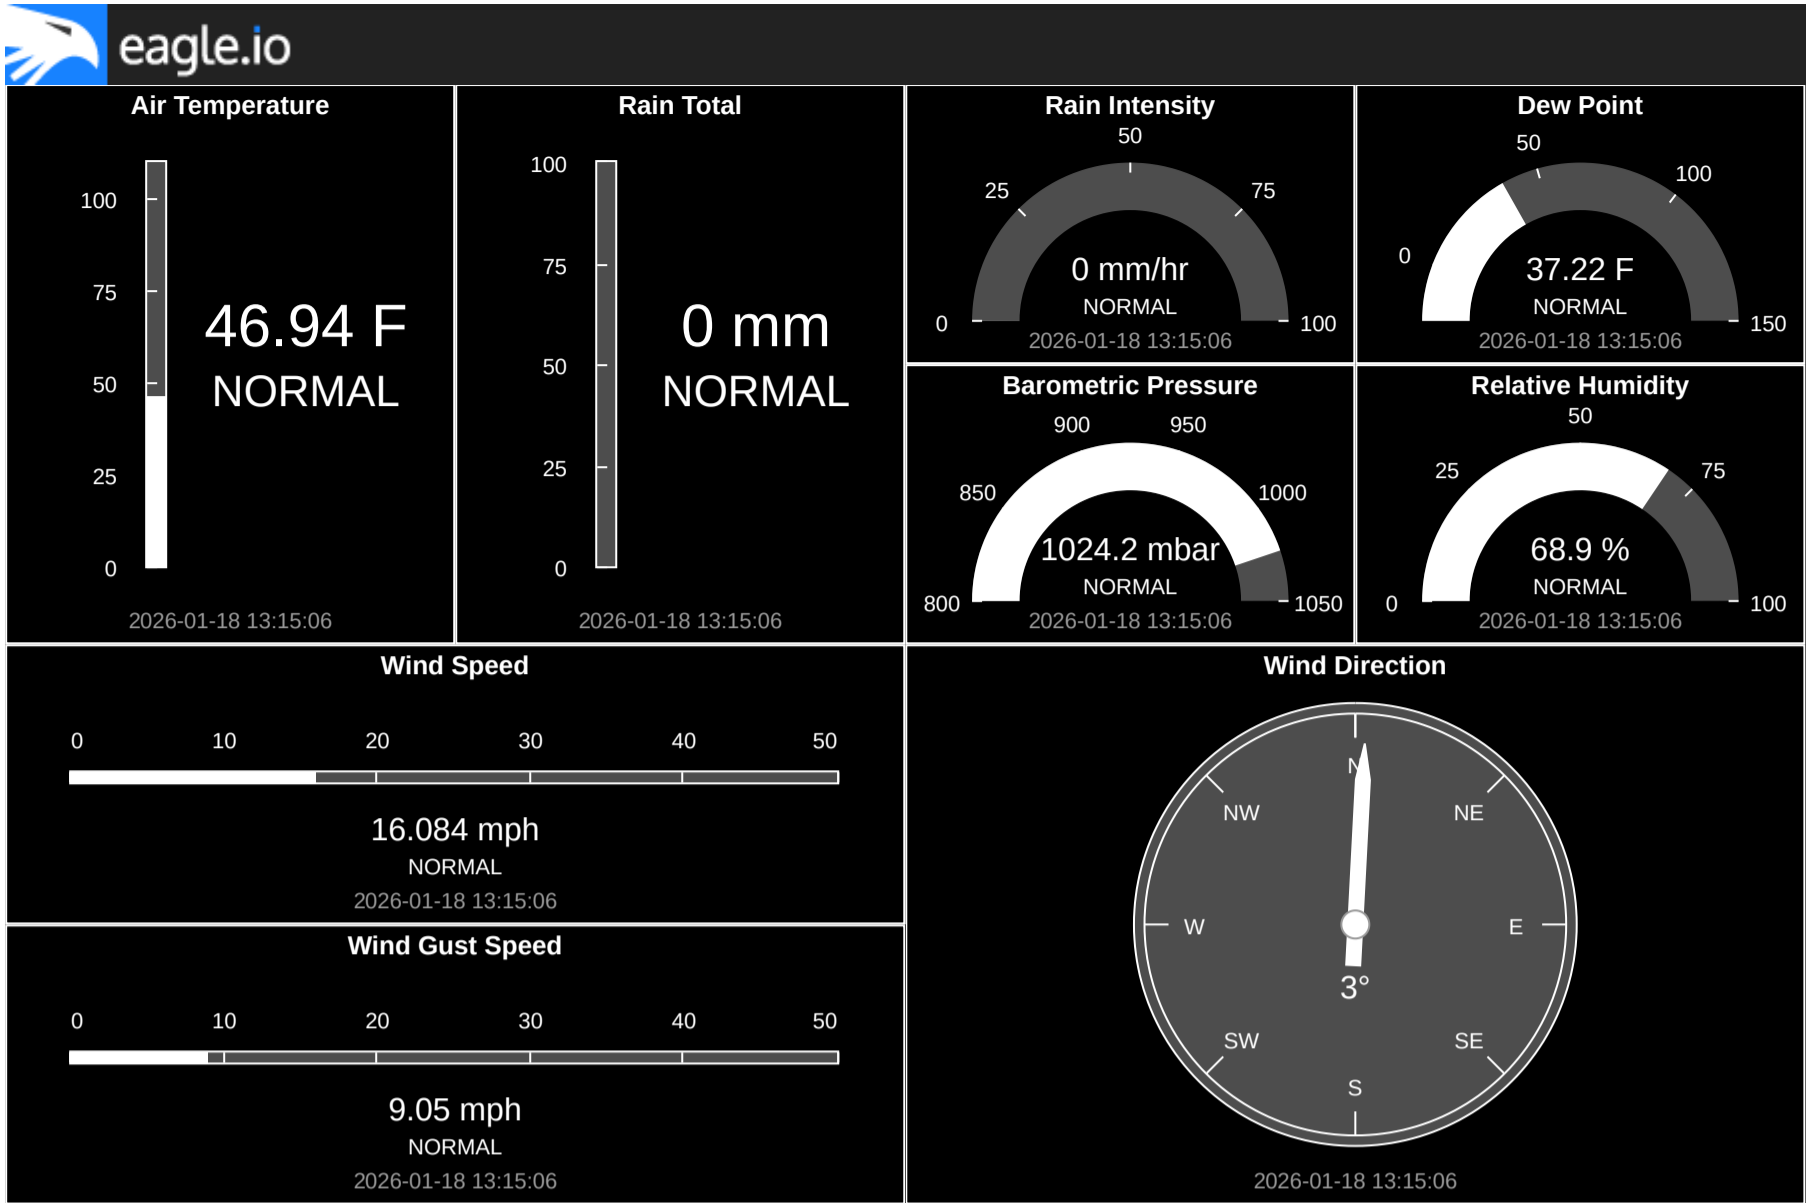 eagle.io
Air Temperature
100
75
50
25
0
46.94 F
NORMAL
2026-01-18 13:15:06
Rain Total
100
75
50
25
0
0 mm
NORMAL
2026-01-18 13:15:06
Rain Intensity
50
25
75
0
100
0 mm/hr
NORMAL
2026-01-18 13:15:06
Dew Point
50
100
0
150
37.22 F
NORMAL
2026-01-18 13:15:06
Barometric Pressure
900
950
850
1000
800
1050
1024.2 mbar
NORMAL
2026-01-18 13:15:06
Relative Humidity
50
25
75
0
100
68.9 %
NORMAL
2026-01-18 13:15:06
Wind Speed
0 10 20 30 40 50
16.084 mph
NORMAL
2026-01-18 13:15:06
Wind Gust Speed
0 10 20 30 40 50
9.05 mph
NORMAL
2026-01-18 13:15:06
Wind Direction
N
NW
NE
W
E
3°
SW
SE
S
2026-01-18 13:15:06